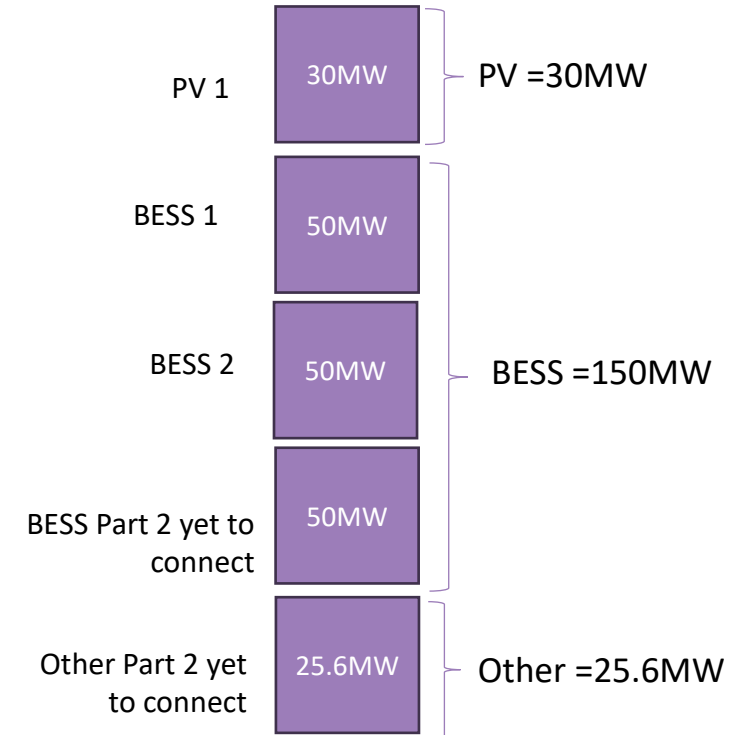 PV 1
30MW
PV =30MW
BESS 1
50MW
BESS 2
50MW
BESS =150MW
BESS Part 2 yet to
connect
50MW
Other Part 2 yet
to connect
25.6MW
Other =25.6MW